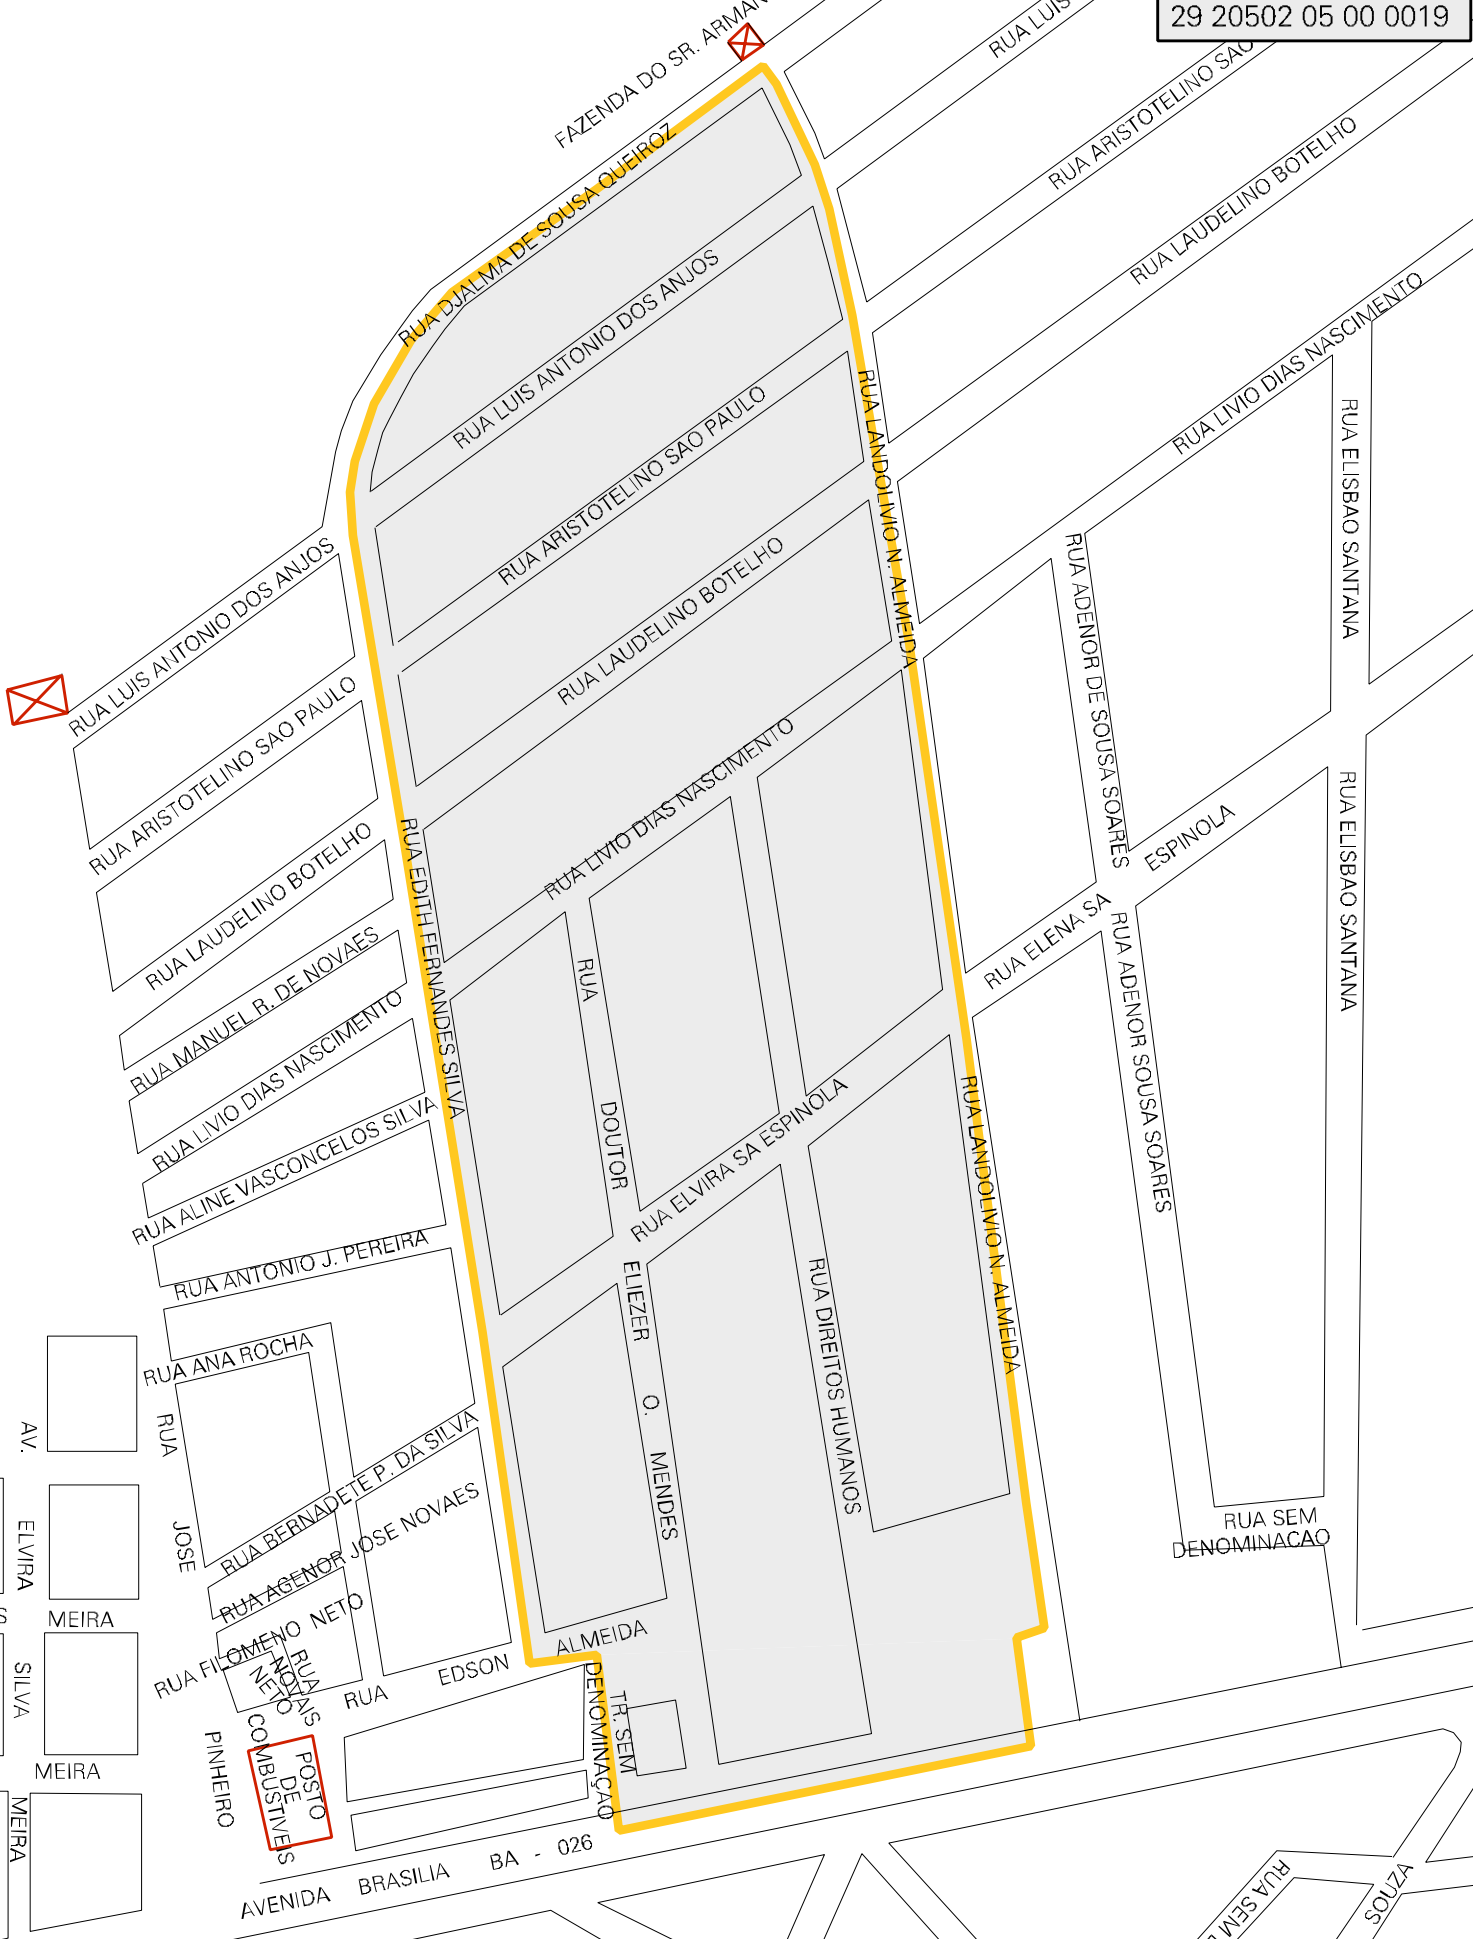 29 20502 05 00 0019
FAZENDA DO SR. ARMAN
RUA LUIS
RUA ARISTOTELINO SAO
RUA LAUDELINO BOTELHO
RUA DJALMA DE SOUSA QUEIROZ
RUA LUIS ANTONIO DOS ANJOS
RUA LIVIO DIAS NASCIMENTO
RUA ARISTOTELINO SAO PAULO
RUA LANDOLIVIO N. ALMEIDA
RUA ELISBAO SANTANA
RUA LUIS ANTONIO DOS ANJOS
RUA LAUDELINO BOTELHO
RUA ADENOR DE SOUSA SOARES
RUA ARISTOTELINO SAO PAULO
RUA LIVIO DIAS NASCIMENTO
RUA ELISBAO SANTANA
RUA LAUDELINO BOTELHO
RUA EDITH FERNANDES SILVA
RUA ELENA SA ESPINOLA
RUA MANUEL R. DE NOVAES
RUA ADENOR SOUSA SOARES
RUA LIVIO DIAS NASCIMENTO
RUA DOUTOR ELIEZER O. MENDES
RUA ALINE VASCONCELOS SILVA
RUA ELVIRA SA ESPINOLA
RUA LANDOLIVIO N. ALMEIDA
RUA ANTONIO J. PEREIRA
RUA DIREITOS HUMANOS
RUA ANA ROCHA
RUA BERNADETE P. DA SILVA
RUA AGENOR JOSE NOVAES
RUA SEM
DENOMINACAO
RUA FILOMENO NETO
RUA
NOVAIS
NETO
RUA EDSON ALMEIDA
TR. SEM
DENOMINAÇAO
RUA JOSE PINHEIRO
AV. ELVIRA SILVA MEIRA
MEIRA
MEIRA
S
POSTO
DE
COMBUSTIVEIS
AVENIDA BRASILIA BA - 026
RUA SEM
SOUZA